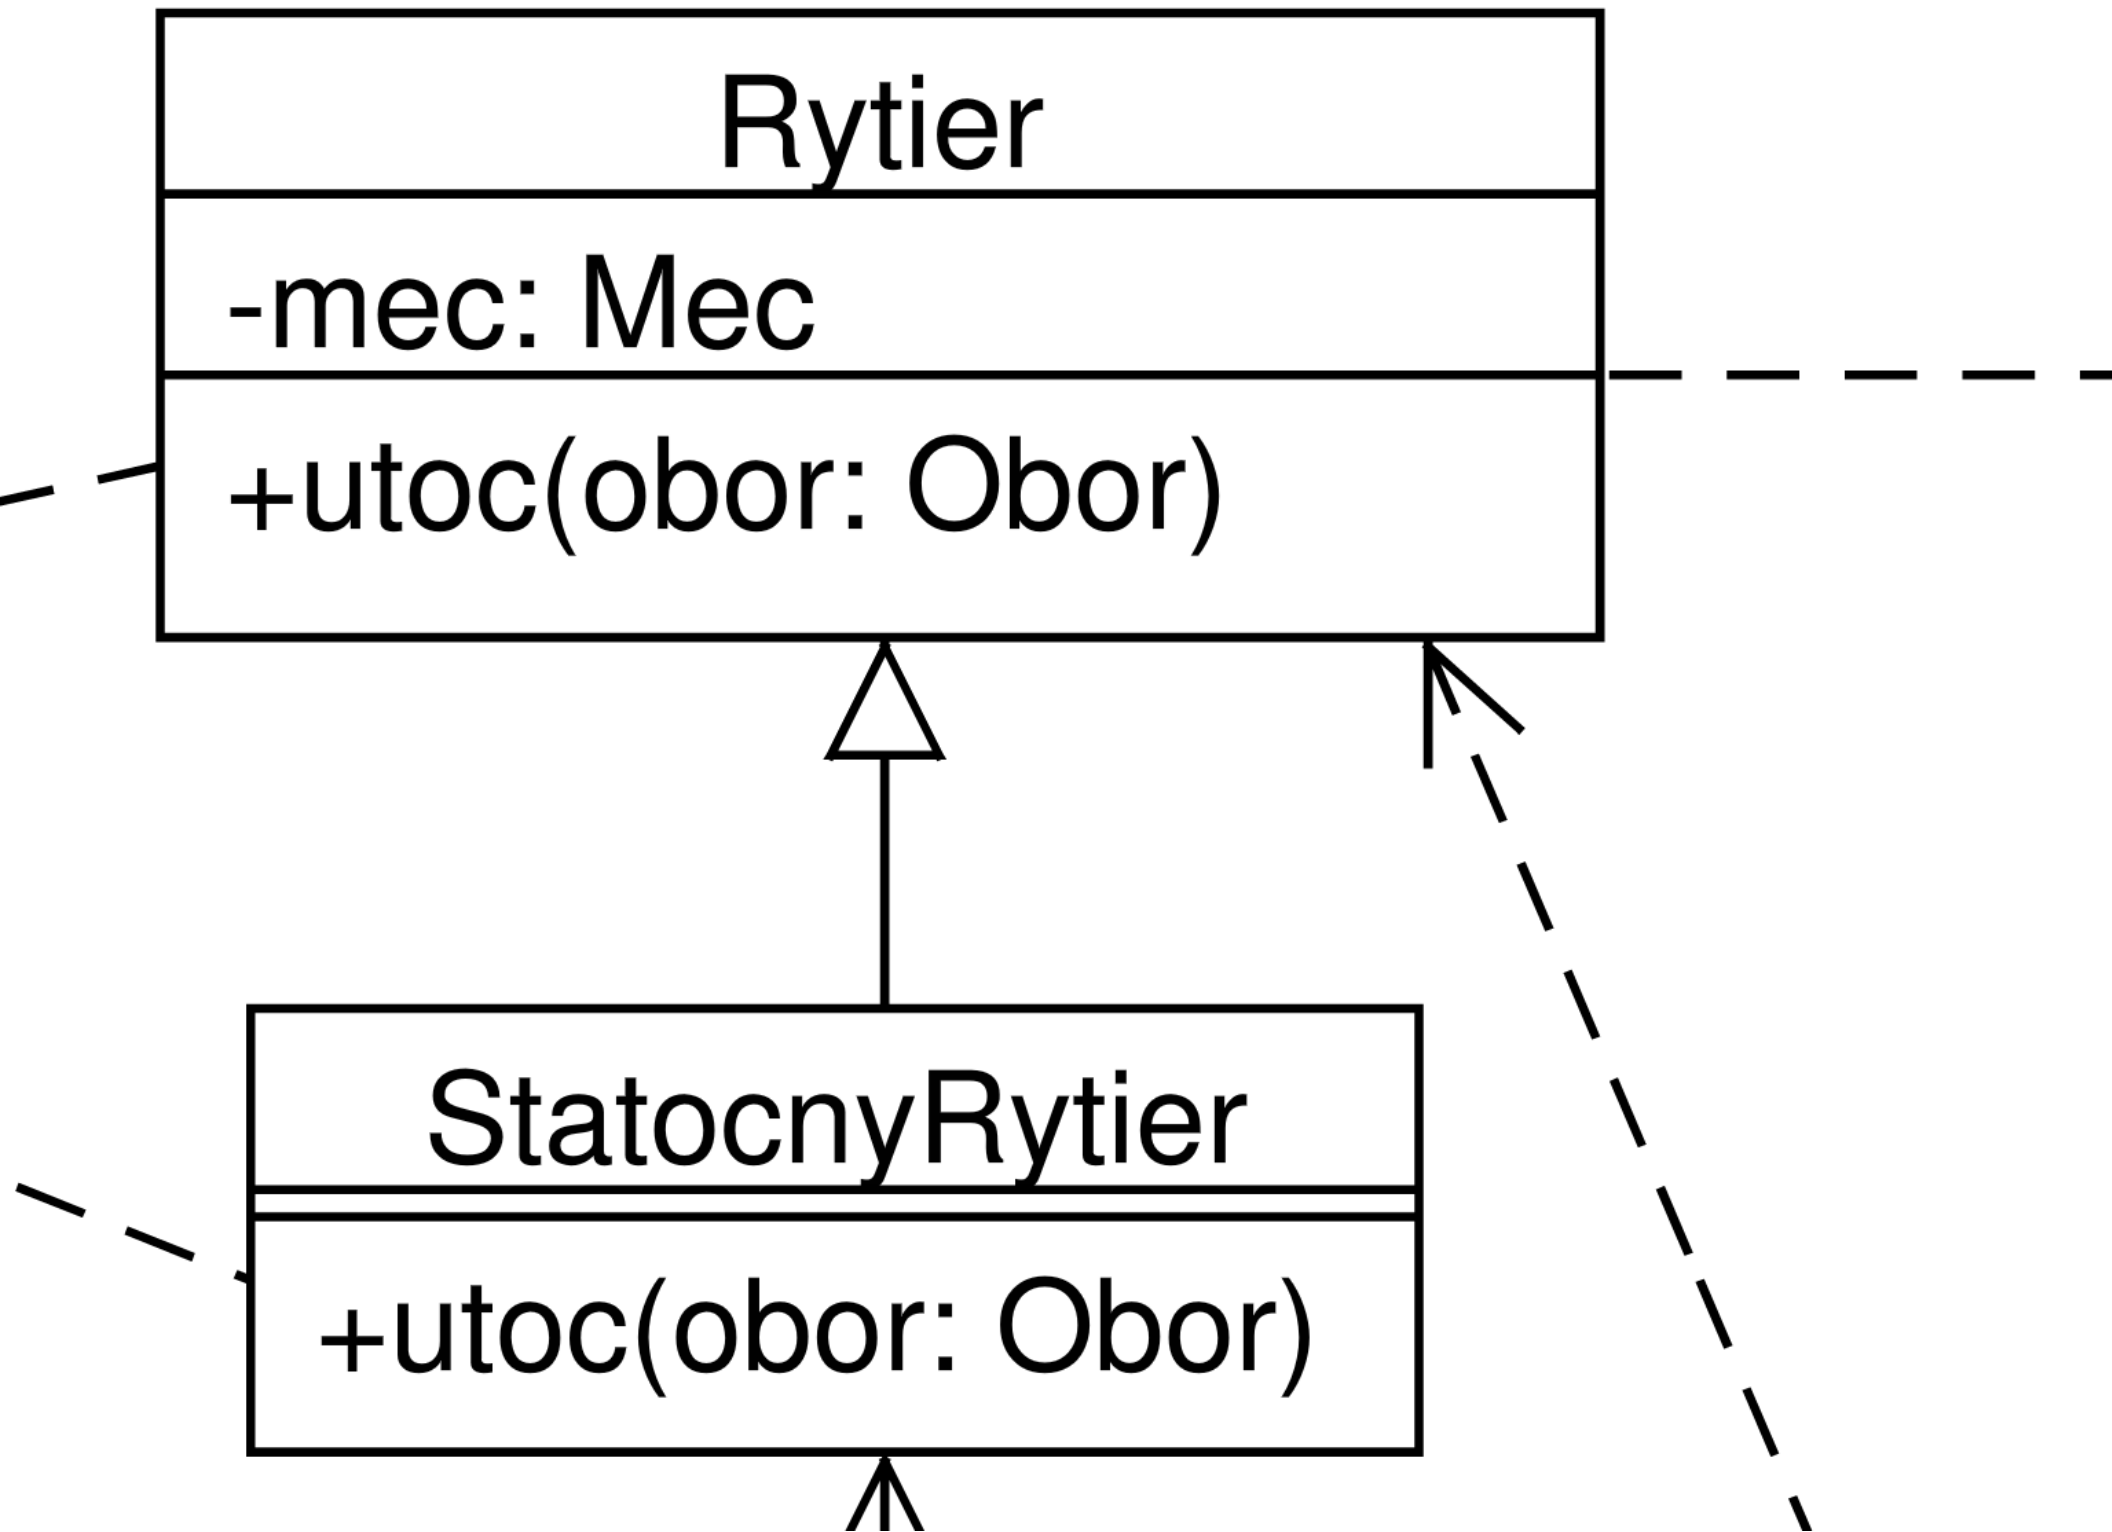 Rytier
-mec: Mec
+utoc(obor: Obor)
StatocnyRytier
+utoc(obor: Obor)